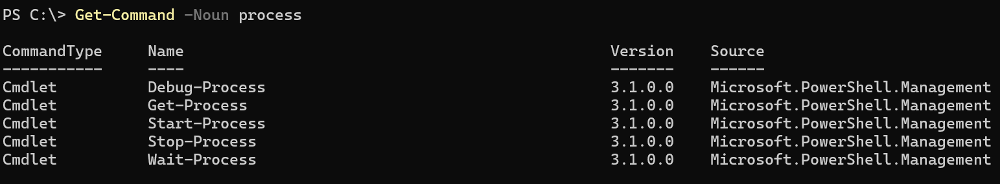 PS C:\> Get-Command -Noun process
CommandType     Name                                               Version    Source
-----------     ----                                               -------    ------
Cmdlet          Debug-Process                                      3.1.0.0    Microsoft.PowerShell.Management
Cmdlet          Get-Process                                        3.1.0.0    Microsoft.PowerShell.Management
Cmdlet          Start-Process                                      3.1.0.0    Microsoft.PowerShell.Management
Cmdlet          Stop-Process                                       3.1.0.0    Microsoft.PowerShell.Management
Cmdlet          Wait-Process                                       3.1.0.0    Microsoft.PowerShell.Management